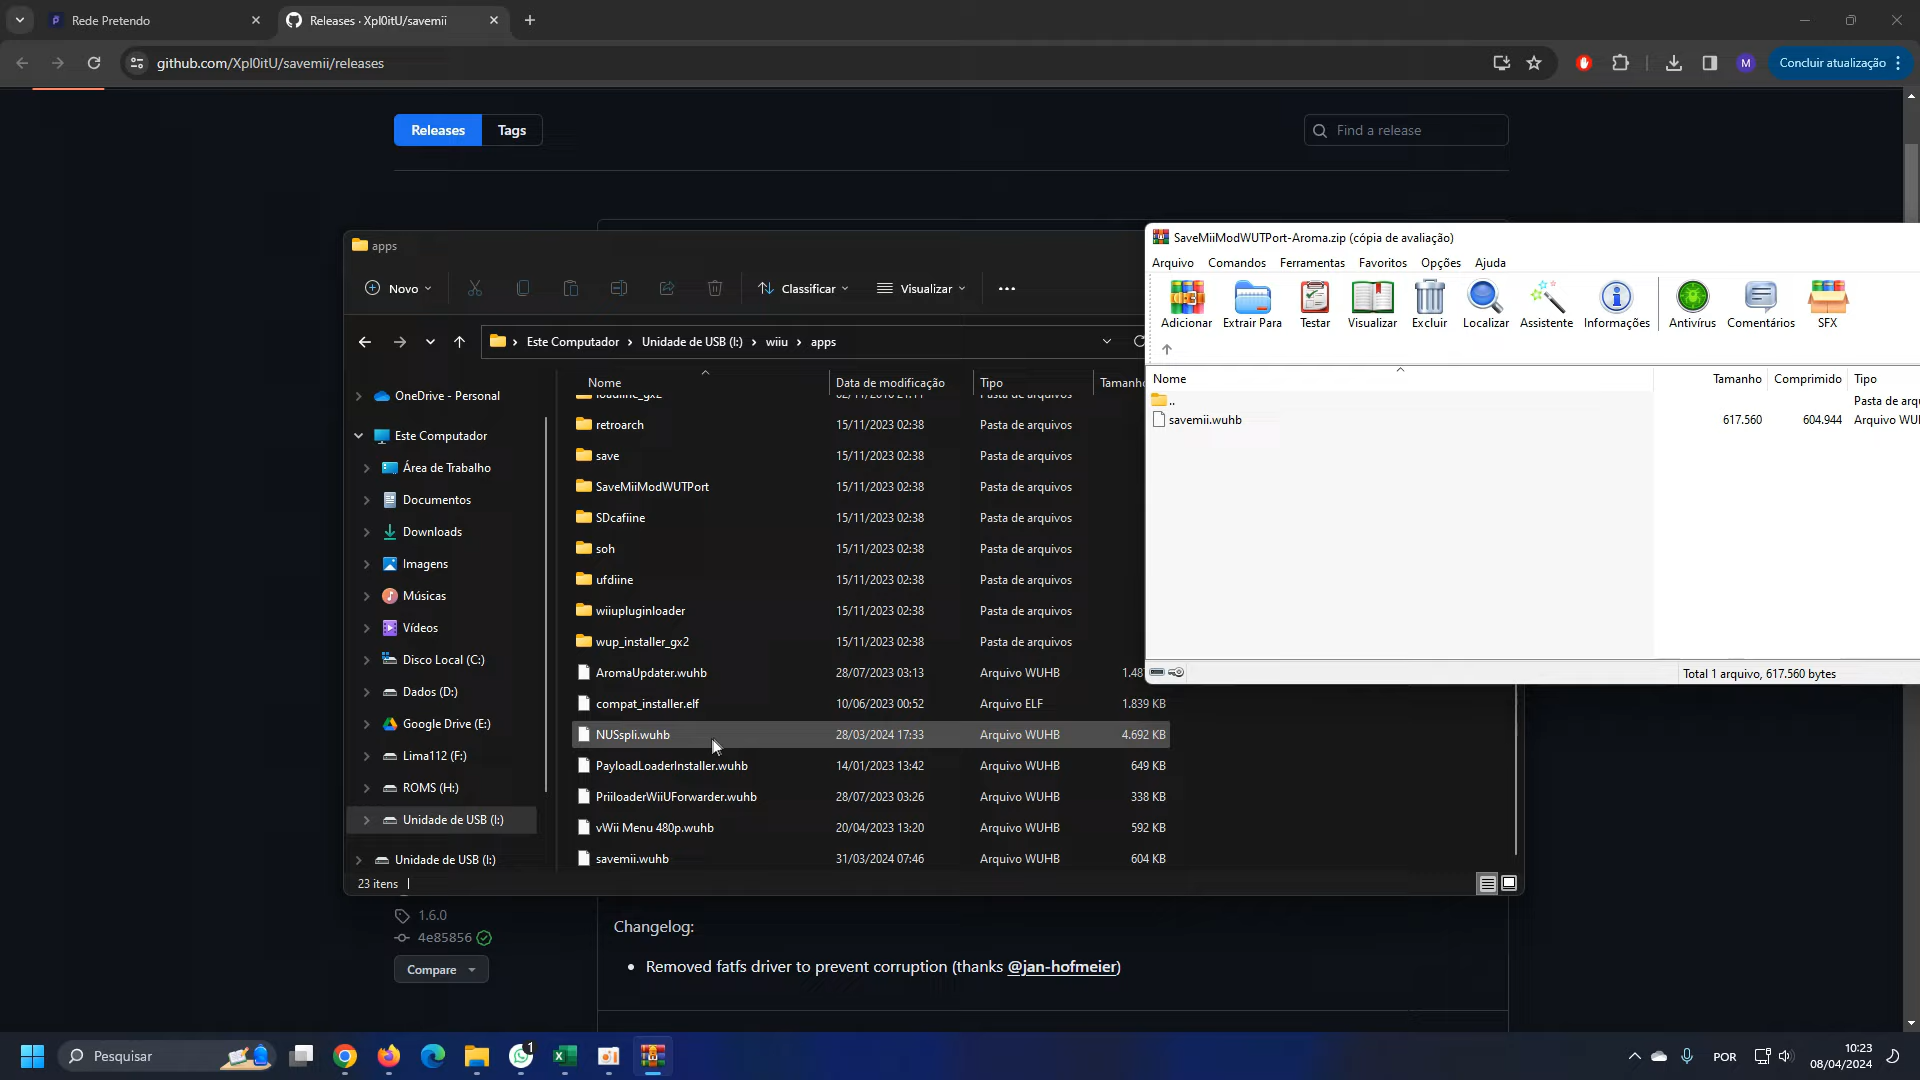 Rede Pretendo
Releases · Xpl0itU/savemii
github.com/Xpl0itU/savemii/releases
M
Concluir atualização
Releases
Tags
Find a release
apps
Novo
Classificar
Visualizar
Este Computador
Unidade de USB (I:)
wiiu
apps
OneDrive - Personal
Este Computador
Área de Trabalho
Documentos
Downloads
Imagens
Músicas
Vídeos
Disco Local (C:)
Dados (D:)
Google Drive (E:)
Lima112 (F:)
ROMS (H:)
Unidade de USB (I:)
Unidade de USB (I:)
Nome Data de modificação Tipo
retroarch 15/11/2023 02:38 Pasta de arquivos
save 15/11/2023 02:38 Pasta de arquivos
SaveMiiModWUTPort 15/11/2023 02:38 Pasta de arquivos
SDcafiine 15/11/2023 02:38 Pasta de arquivos
soh 15/11/2023 02:38 Pasta de arquivos
ufdiine 15/11/2023 02:38 Pasta de arquivos
wiiupluginloader 15/11/2023 02:38 Pasta de arquivos
wup_installer_gx2 15/11/2023 02:38 Pasta de arquivos
AromaUpdater.wuhb 28/07/2023 03:13 Arquivo WUHB
compat_installer.elf 10/06/2023 00:52 Arquivo ELF 1.839 KB
NUSspli.wuhb 28/03/2024 17:33 Arquivo WUHB 4.692 KB
PayloadLoaderInstaller.wuhb 14/01/2023 13:42 Arquivo WUHB 649 KB
PriiloaderWiiUForwarder.wuhb 28/07/2023 03:26 Arquivo WUHB 338 KB
vWii Menu 480p.wuhb 20/04/2023 13:20 Arquivo WUHB 592 KB
savemii.wuhb 31/03/2024 07:46 Arquivo WUHB 604 KB
23 itens
SaveMiiModWUTPort-Aroma.zip (cópia de avaliação)
Arquivo Comandos Ferramentas Favoritos Opções Ajuda
Adicionar Extrair Para Testar Visualizar Excluir Localizar Assistente Informações Antivírus Comentários SFX
Nome Tamanho Comprimido Tipo
.. Pasta de arqu
savemii.wuhb 617.560 604.944 Arquivo WU
Total 1 arquivo, 617.560 bytes
1.6.0
4e85856
Compare
Changelog:
Removed fatfs driver to prevent corruption (thanks @jan-hofmeier)
Pesquisar
1
POR
10:23
08/04/2024